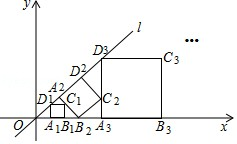 y
l
D₃
...
C₃
D₂
A₂
D₁ C₁
C₂
O A₁ B₁ B₂ A₃ B₃ x